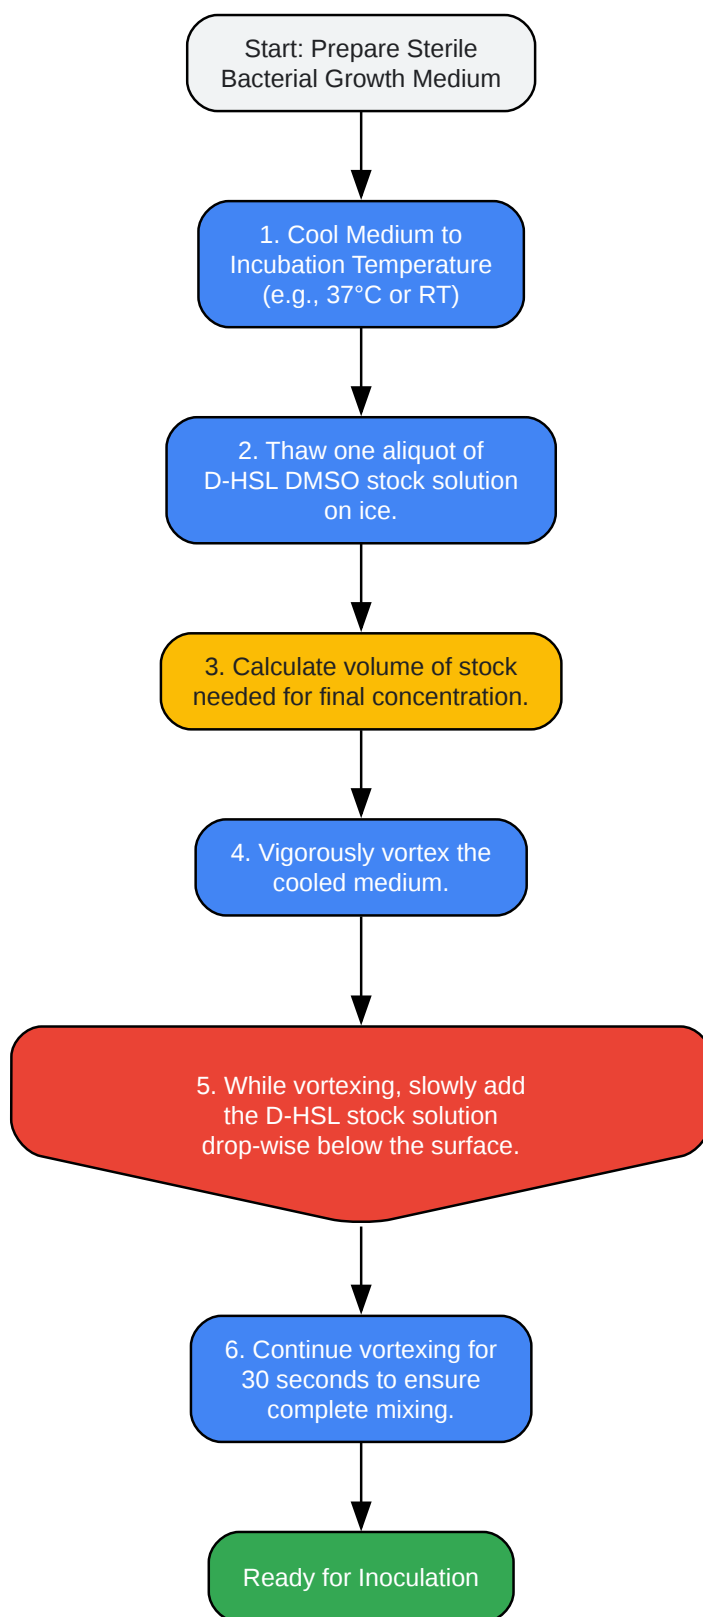 Start: Prepare Sterile
Bacterial Growth Medium
1. Cool Medium to
Incubation Temperature
(e.g., 37°C or RT)
2. Thaw one aliquot of
D-HSL DMSO stock solution
on ice.
3. Calculate volume of stock
needed for final concentration.
4. Vigorously vortex the
cooled medium.
5. While vortexing, slowly add
the D-HSL stock solution
drop-wise below the surface.
6. Continue vortexing for
30 seconds to ensure
complete mixing.
Ready for Inoculation